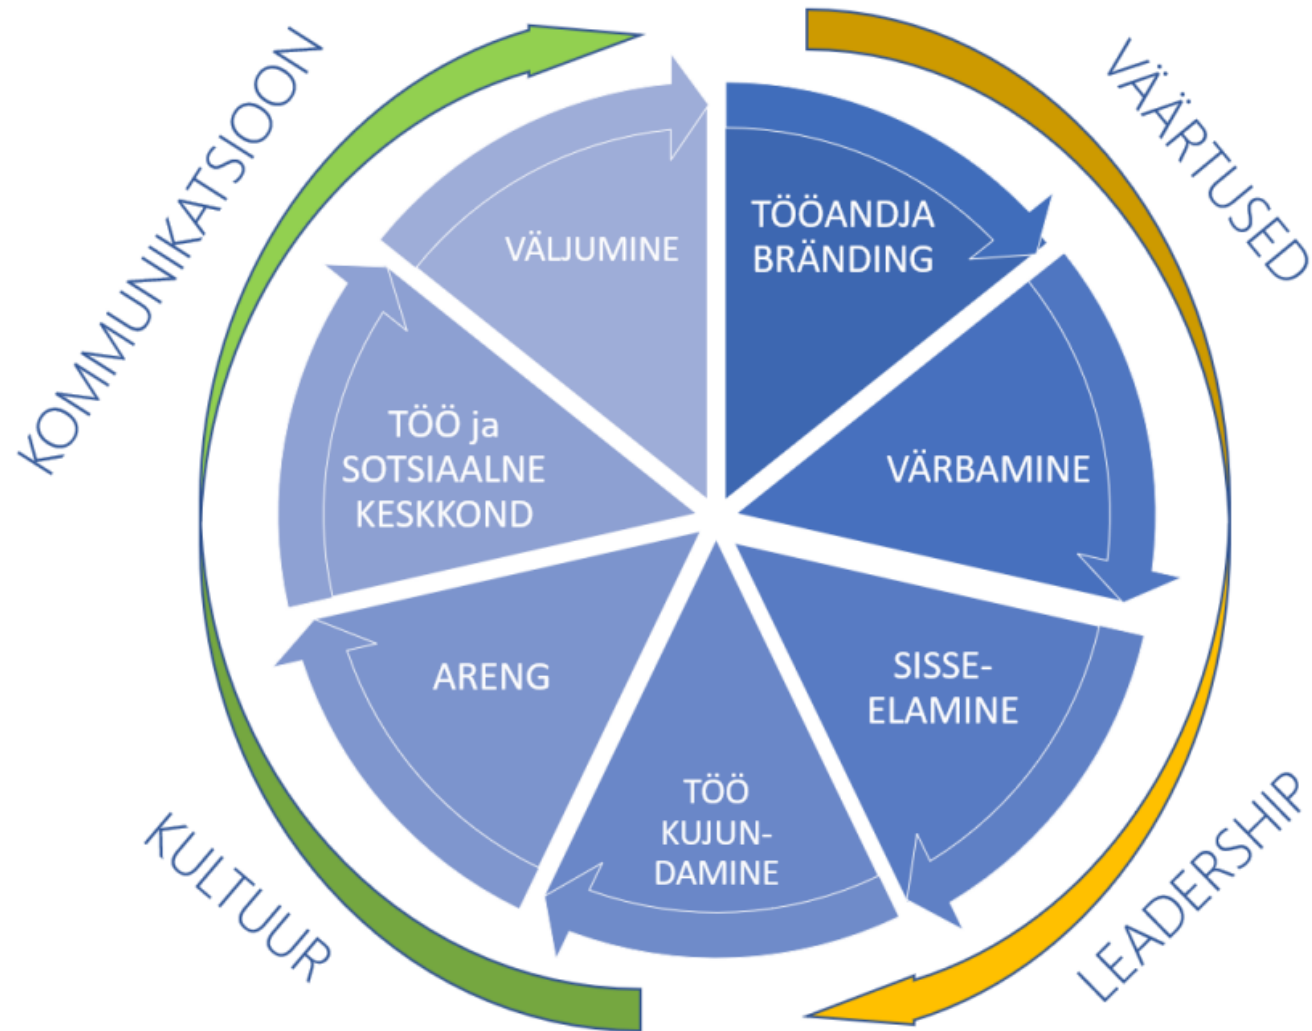 KOMMUNIKATSIOON
VÄÄRTUSED
LEADERSHIP
KULTUUR
TÖÖANDJA
BRÄNDING
VÄRBAMINE
SISSE-
ELAMINE
TÖÖ
KUJUN-
DAMINE
ARENG
TÖÖ ja
SOTSIAALNE
KESKKOND
VÄLJUMINE